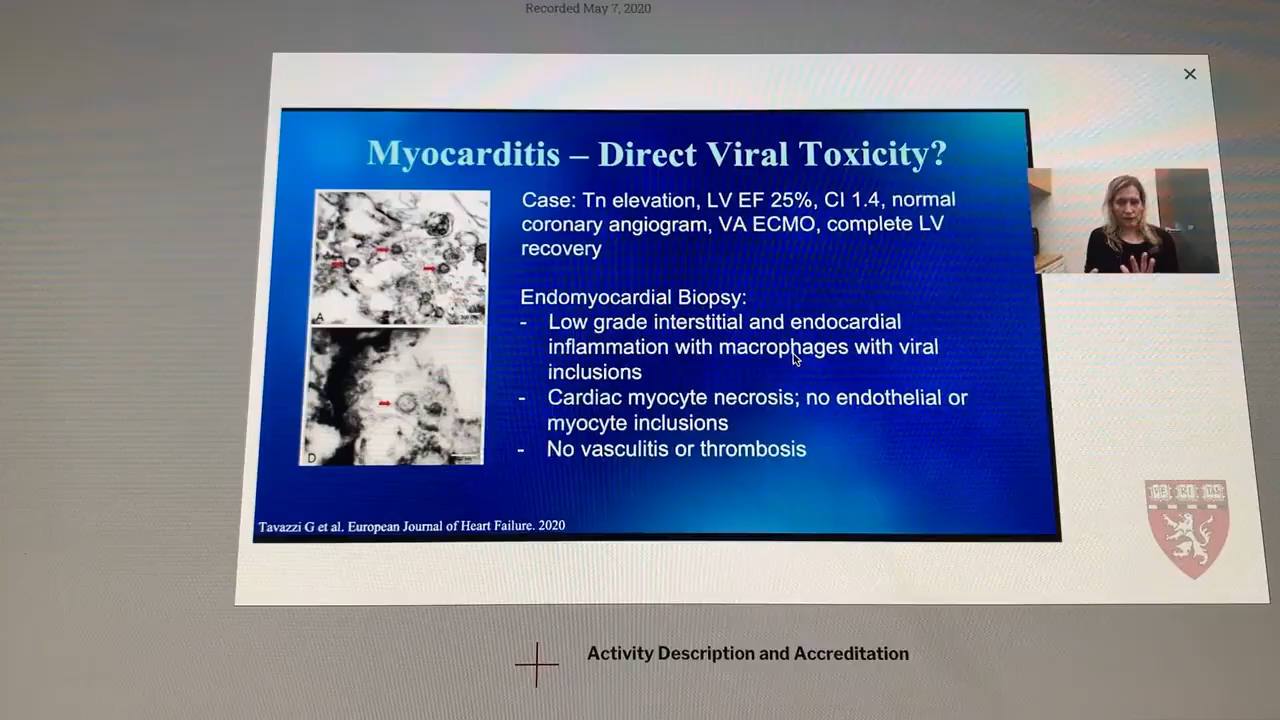 Recorded May 7, 2020
Myocarditis – Direct Viral Toxicity?
Case: Tn elevation, LV EF 25%, CI 1.4, normal
coronary angiogram, VA ECMO, complete LV
recovery
Endomyocardial Biopsy:
- Low grade interstitial and endocardial
inflammation with macrophages with viral
inclusions
- Cardiac myocyte necrosis; no endothelial or
myocyte inclusions
- No vasculitis or thrombosis
A
D
Tavazzi G et al. European Journal of Heart Failure. 2020
VE RI TAS
Activity Description and Accreditation